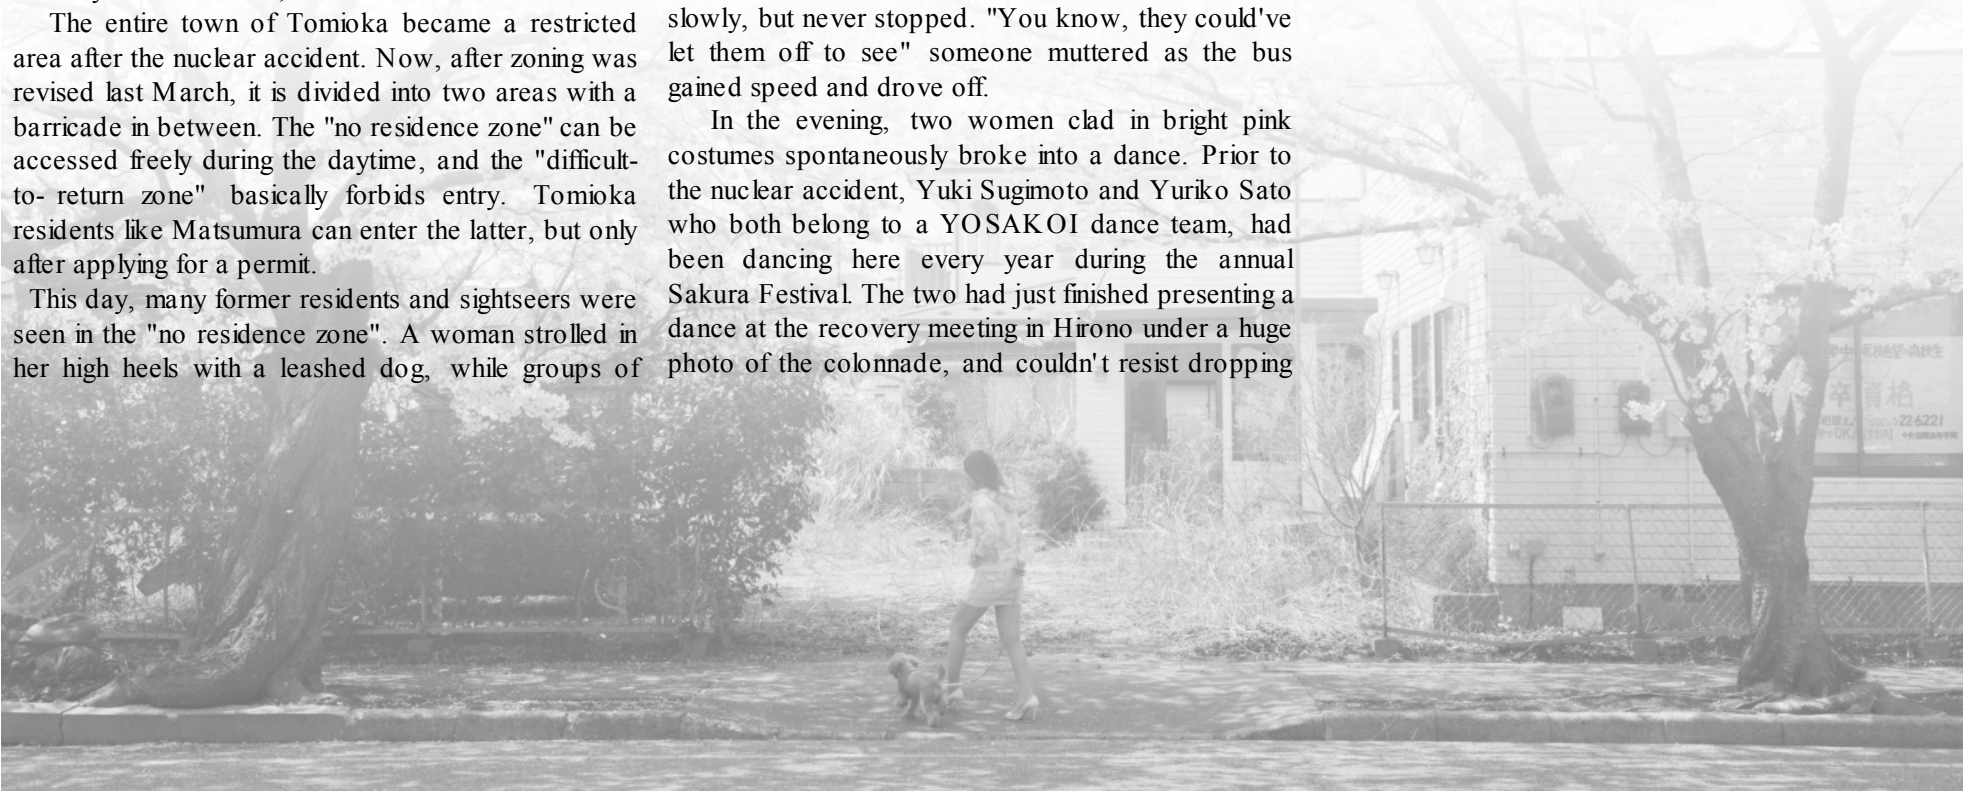 The entire town of Tomioka became a restricted
area after the nuclear accident. Now, after zoning was
revised last March, it is divided into two areas with a
barricade in between. The "no residence zone" can be
accessed freely during the daytime, and the "difficult-
to- return zone" basically forbids entry. Tomioka
residents like Matsumura can enter the latter, but only
after applying for a permit.
This day, many former residents and sightseers were
seen in the "no residence zone". A woman strolled in
her high heels with a leashed dog, while groups of
slowly, but never stopped. "You know, they could've
let them off to see" someone muttered as the bus
gained speed and drove off.
In the evening, two women clad in bright pink
costumes spontaneously broke into a dance. Prior to
the nuclear accident, Yuki Sugimoto and Yuriko Sato
who both belong to a YOSAKOI dance team, had
been dancing here every year during the annual
Sakura Festival. The two had just finished presenting a
dance at the recovery meeting in Hirono under a huge
photo of the colonnade, and couldn't resist dropping
卒資格
22-6221